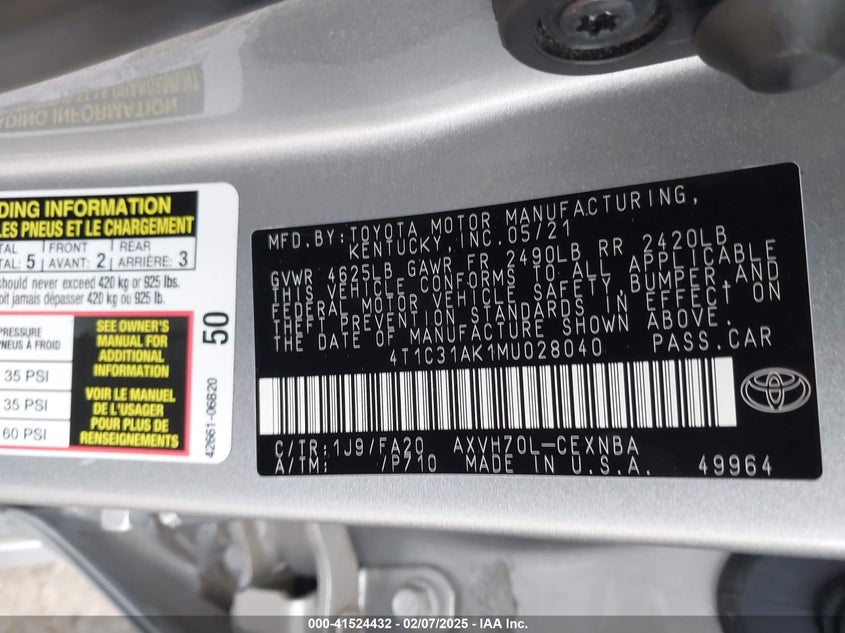 DING INFORMATION
LES PNEUS ET LE CHARGEMENT
TAL FRONT REAR
TAL: 5 AVANT: 2 ARRIÈRE: 3
should never exceed 420 kg or 925 lbs.
oit jamais dépasser 420 kg ou 925 lb.
PRESSURE
PNEUS À FROID
35 PSI
35 PSI
60 PSI
SEE OWNER'S
MANUAL FOR
ADDITIONAL
INFORMATION
VOIR LE MANUEL
DE L'USAGER
POUR PLUS DE
RENSEIGNEMENTS
50
42661-06820
MFD.BY: TOYOTA MOTOR MANUFACTURING,
KENTUCKY, INC. 05/21
GVWR 4625LB GAWR FR 2490LB RR 2420LB
THIS VEHICLE CONFORMS TO ALL APPLICABLE
FEDERAL MOTOR VEHICLE SAFETY, BUMPER, AND
THEFT PREVENTION STANDARDS IN EFFECT ON
THE DATE OF MANUFACTURE SHOWN ABOVE.
4T1C31AK1MU028040 PASS.CAR
C/TR: 1J9/FA20 AXVH70L-CEXNBA
A/TM: /P710 MADE IN U.S.A. 49964
000-41524432 - 02/07/2025 - IAA Inc.